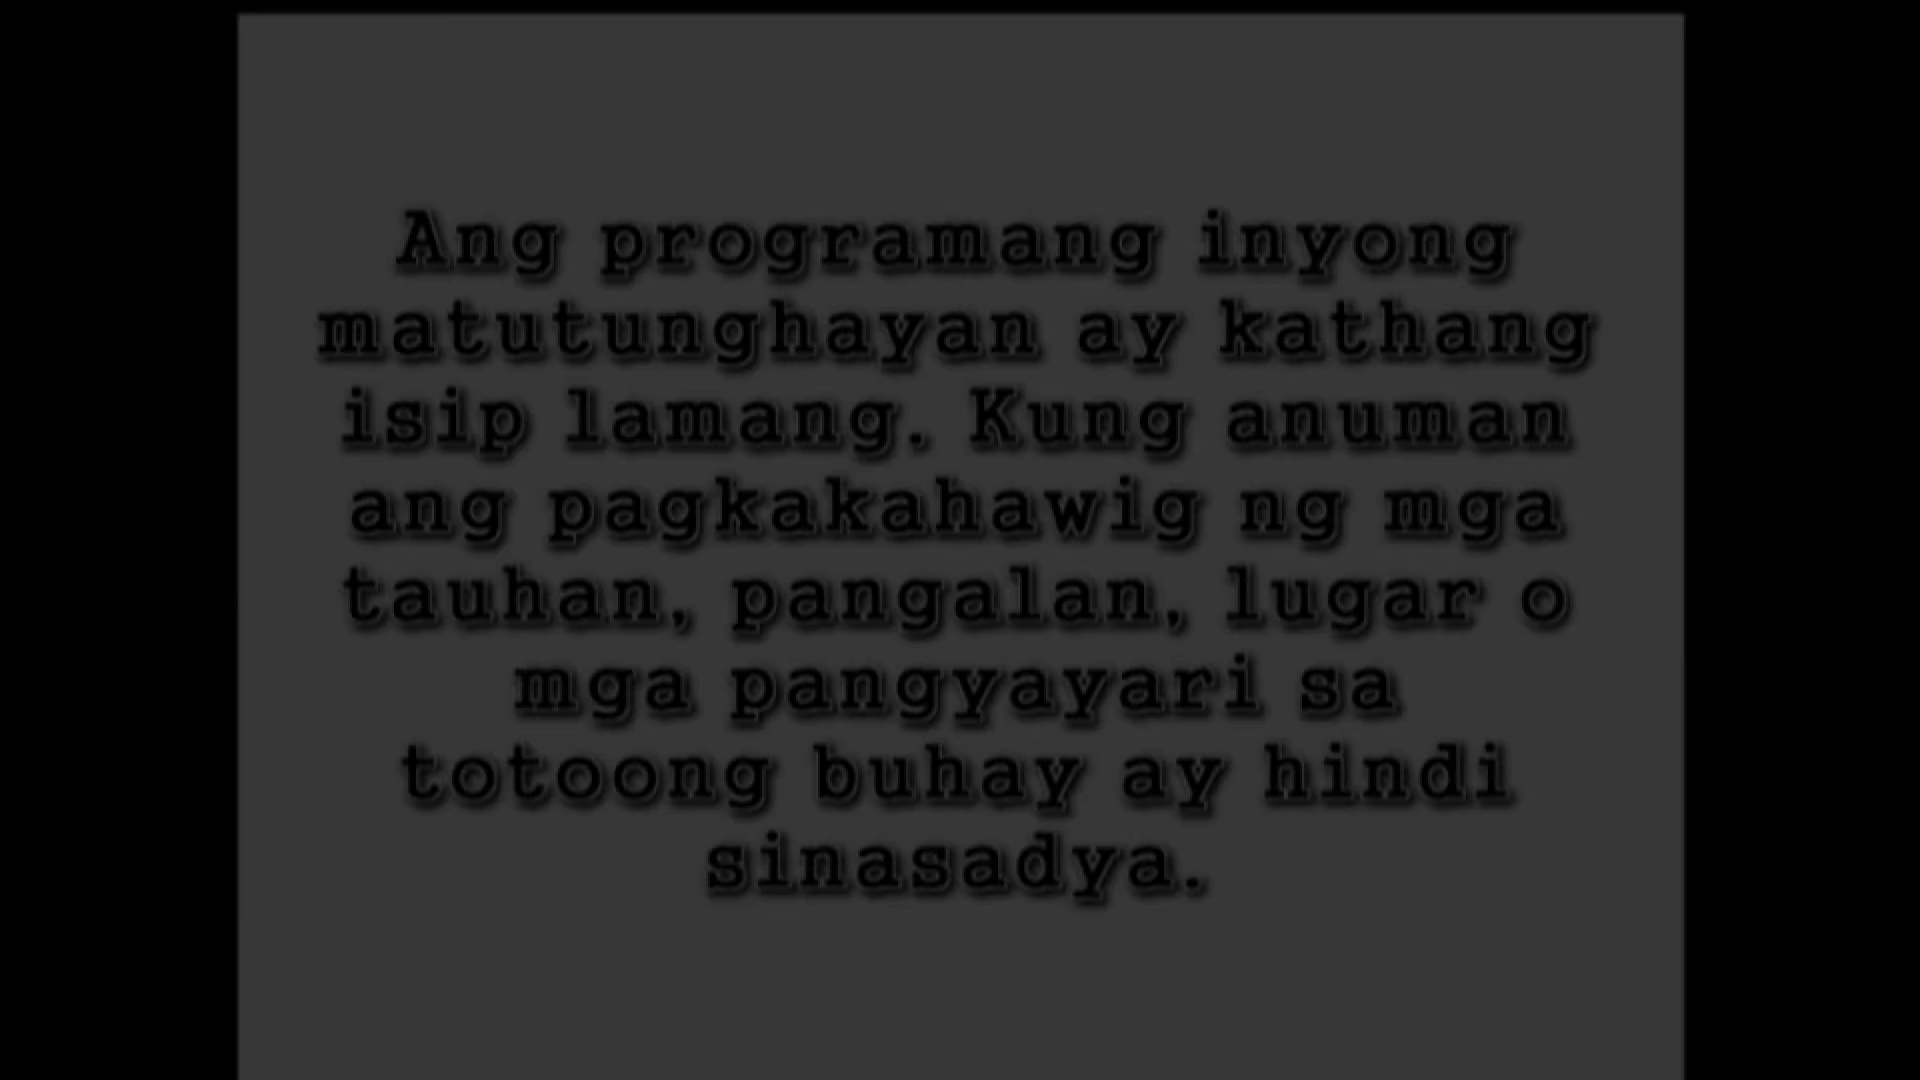 Ang programang inyong
matutunghayan ay kathang
isip lamang. Kung anuman
ang pagkakahawig ng mga
tauhan, pangalan, lugar o
mga pangyayari sa
totoong buhay ay hindi
sinasadya.